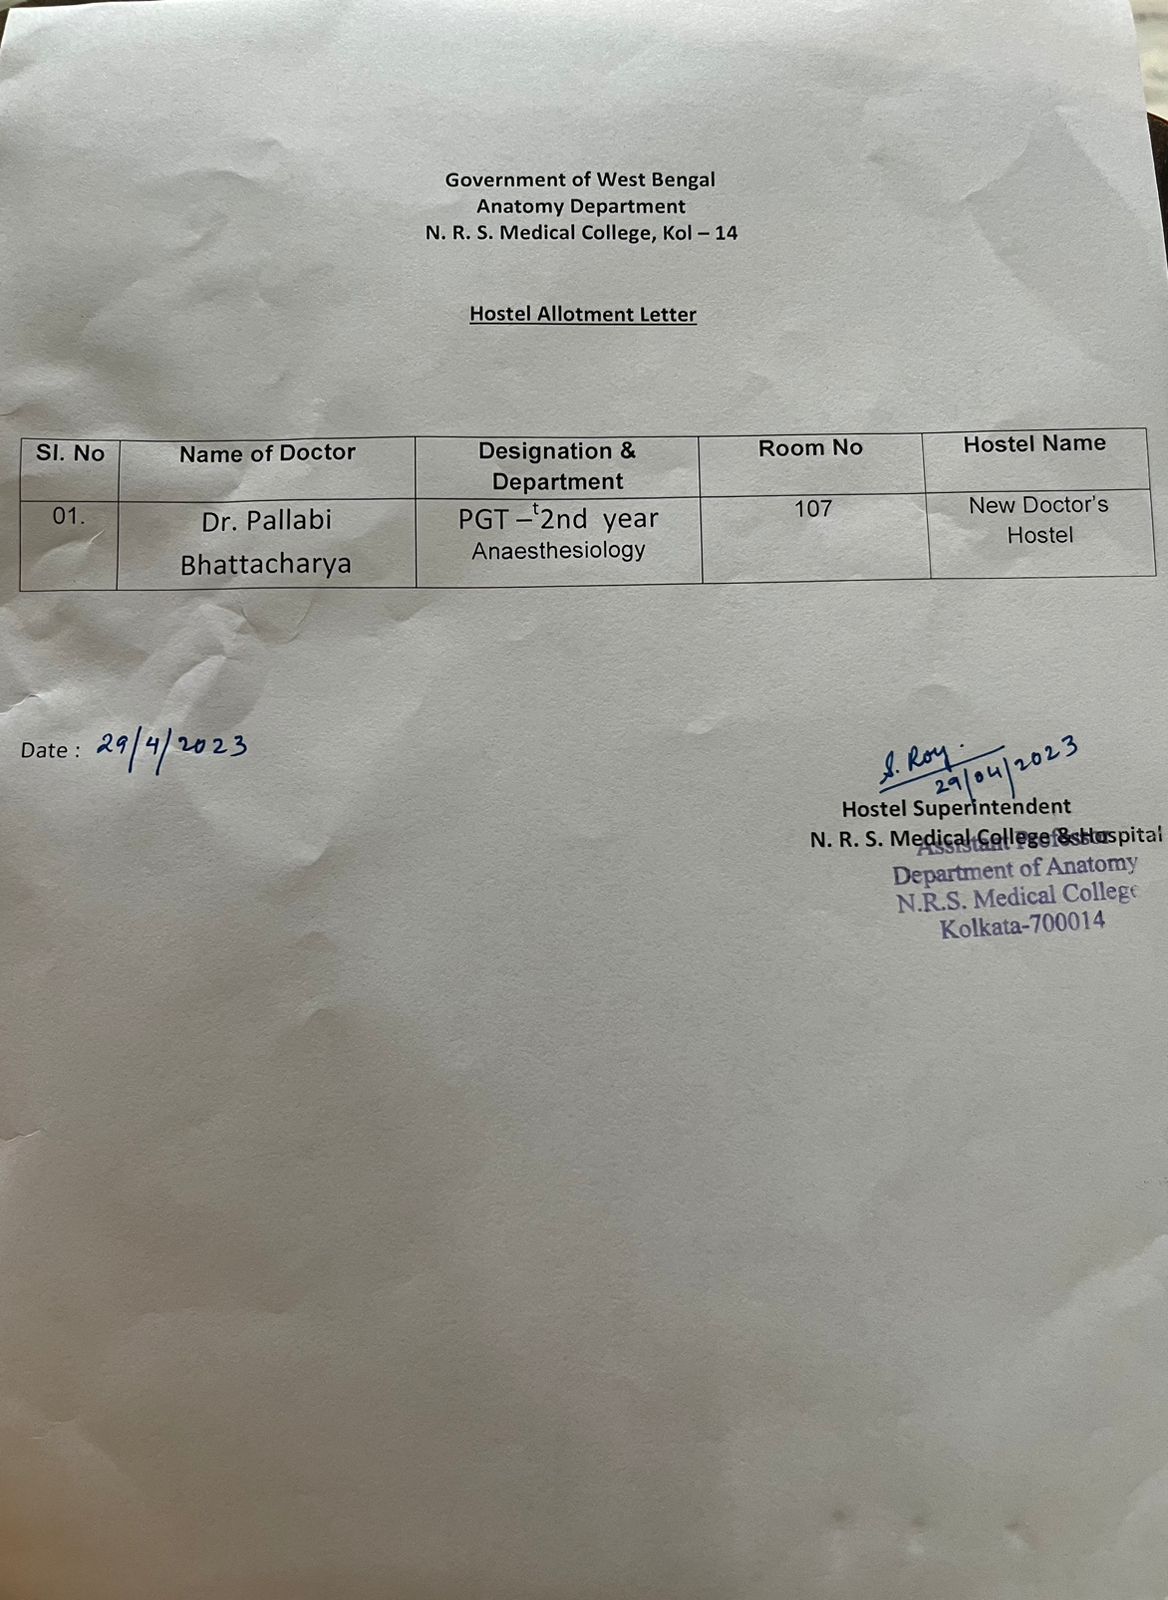 Government of West Bengal
Anatomy Department
N. R. S. Medical College, Kol – 14
Hostel Allotment Letter
Sl. No Name of Doctor Designation & Department Room No Hostel Name
01. Dr. Pallabi Bhattacharya PGT –t2nd year Anaesthesiology 107 New Doctor's Hostel
Date : 29/4/2023
S. Roy.
29/04/2023
Hostel Superintendent
N. R. S. Medical College & Hospital
Assistant Professor
Department of Anatomy
N.R.S. Medical College
Kolkata-700014